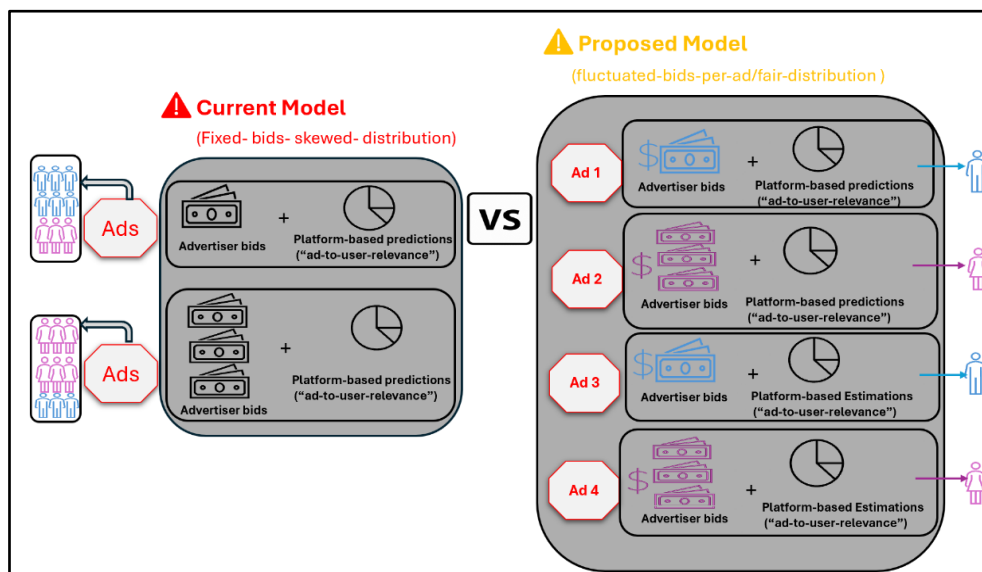 Current Model
(Fixed- bids- skewed- distribution)
Ads
Advertiser bids
+
Platform-based predictions
(“ad-to-user-relevance”)
Ads
Advertiser bids
+
Platform-based predictions
(“ad-to-user-relevance”)
VS
Proposed Model
(fluctuated-bids-per-ad/fair-distribution )
Ad 1
$
Advertiser bids
+
Platform-based predictions
(“ad-to-user-relevance”)
Ad 2
$
Advertiser bids
+
Platform-based predictions
(“ad-to-user-relevance”)
Ad 3
$
Advertiser bids
+
Platform-based Estimations
(“ad-to-user-relevance”)
Ad 4
$
Advertiser bids
+
Platform-based Estimations
(“ad-to-user-relevance”)